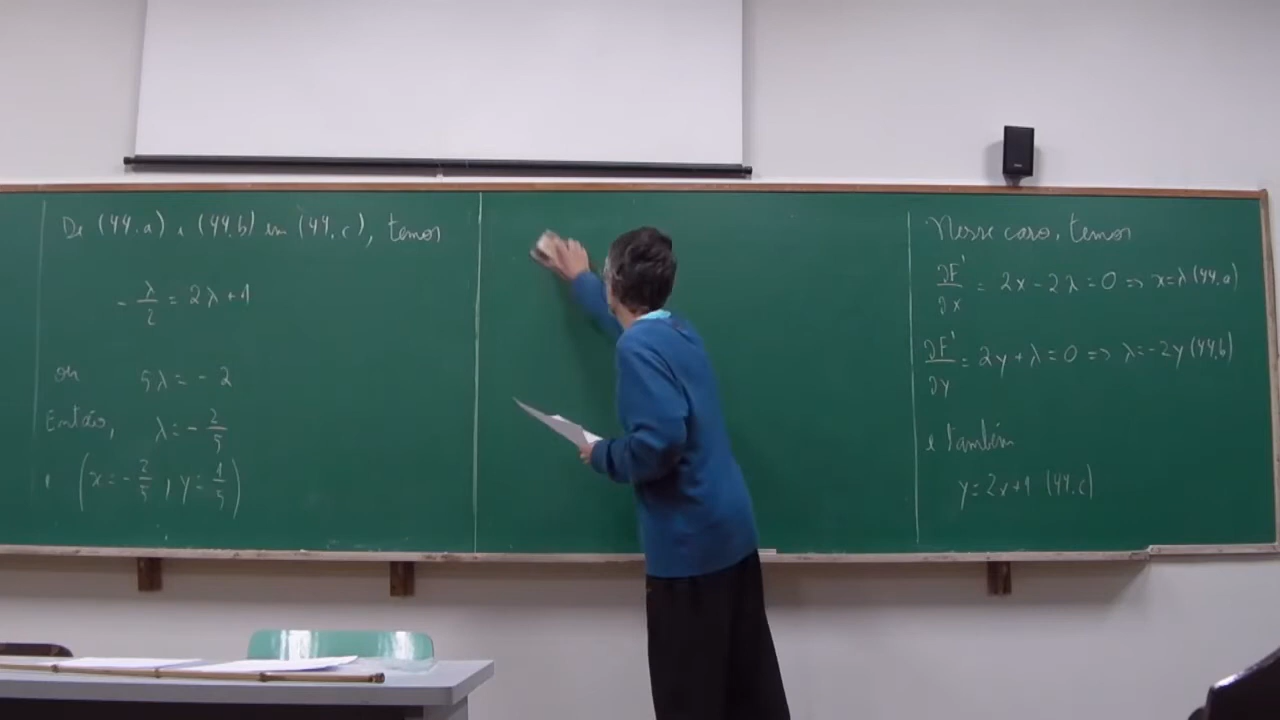 De (44.a) e (44.b) em (44.c), temos
- λ/2 = 2λ + 1
ou 5λ = - 2
Então, λ = - 2/5
e (x = - 2/5, y = 1/5)
Nesse caso, temos
∂F'/∂x = 2x - 2λ = 0 => x = λ (44.a)
∂F'/∂y = 2y + λ = 0 => λ = -2y (44.b)
e também
y = 2x + 1 (44.c)